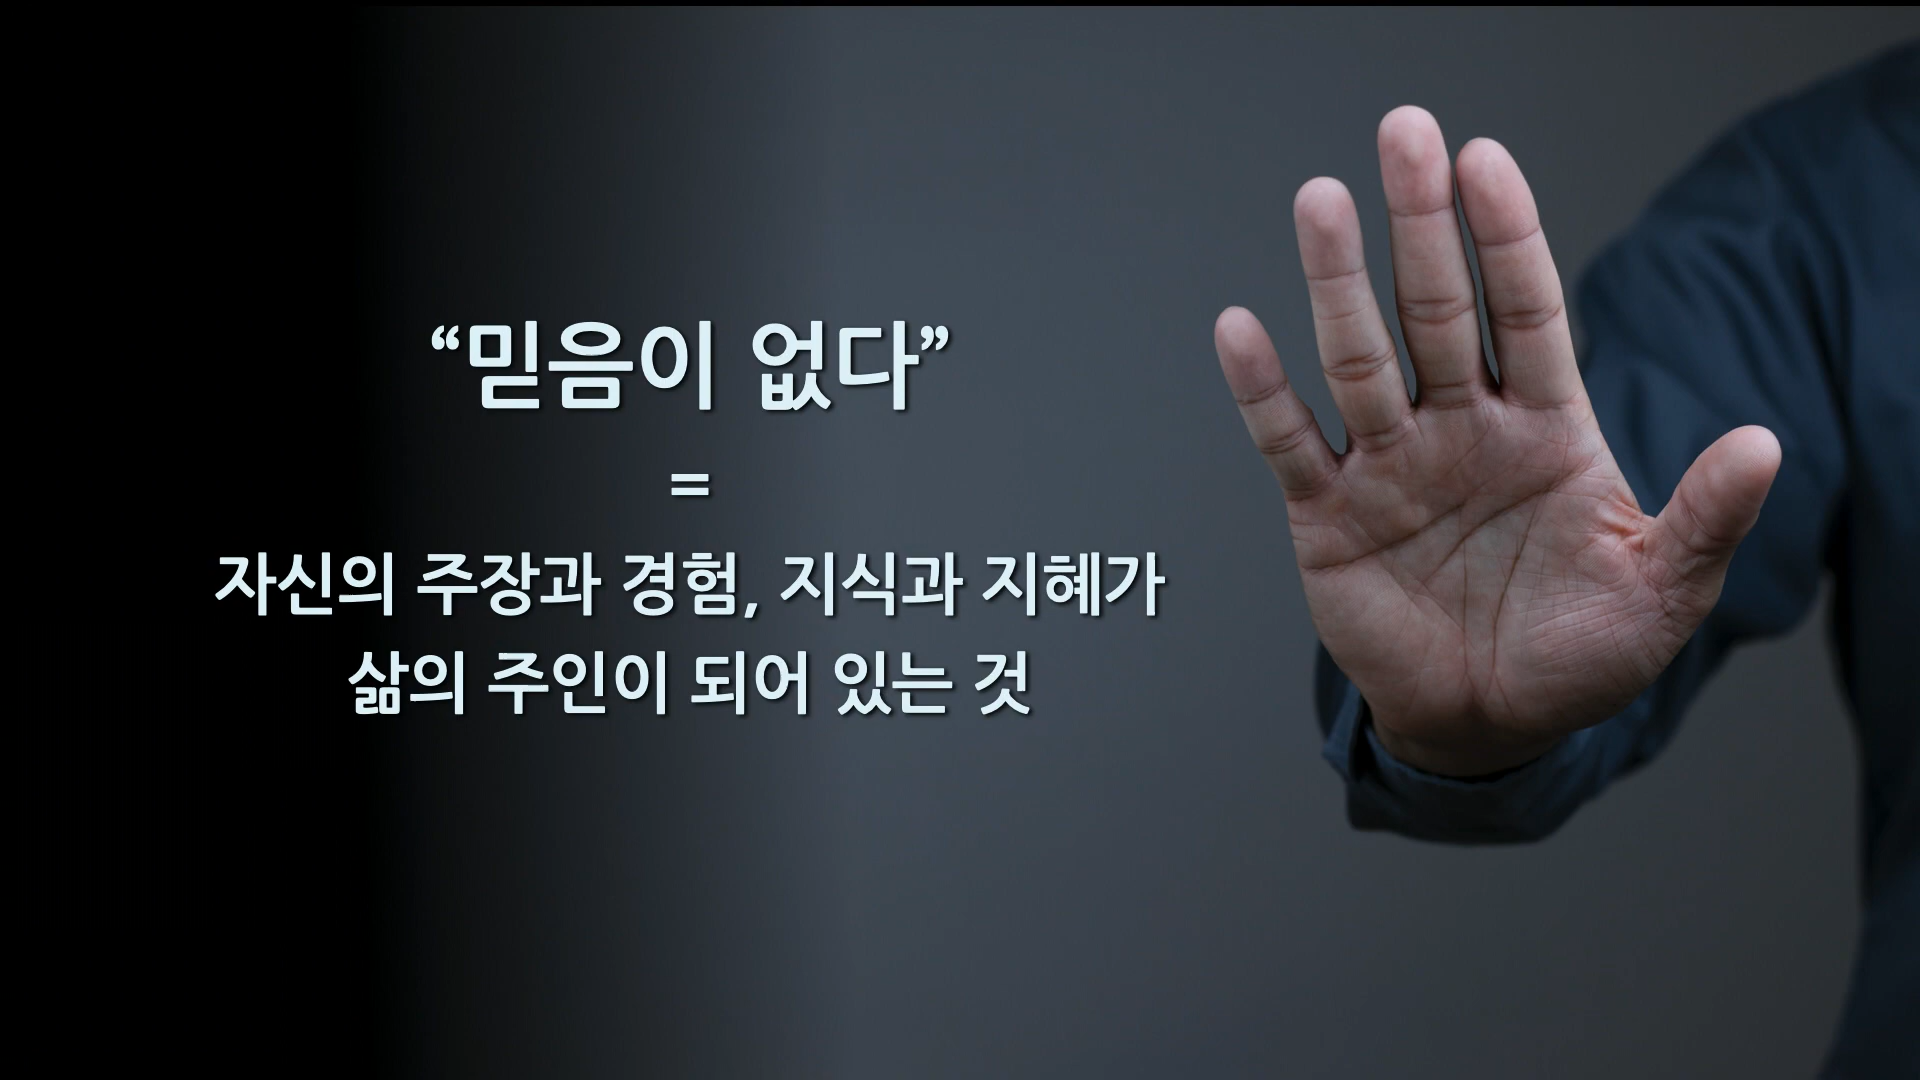 “믿음이 없다”
=
자신의 주장과 경험, 지식과 지혜가
삶의 주인이 되어 있는 것